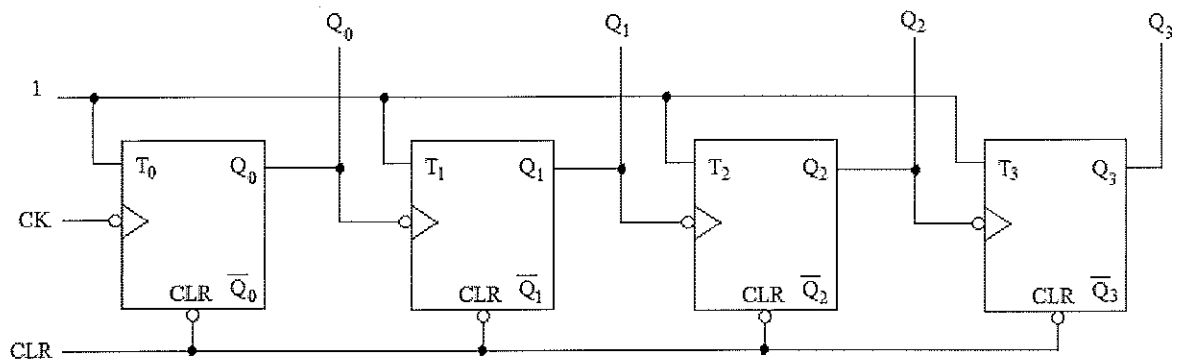 Q₀ Q₁ Q₂ Q₃
1
T₀ Q₀ T₁ Q₁ T₂ Q₂ T₃ Q₃
CK
CLR Q̅₀ CLR Q̅₁ CLR Q̅₂ CLR Q̅₃
CLR